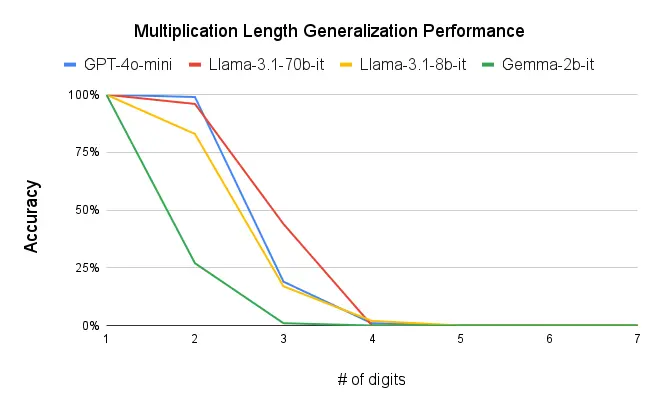 Multiplication Length Generalization Performance
GPT-4o-mini Llama-3.1-70b-it Llama-3.1-8b-it Gemma-2b-it
100%
75%
50%
25%
0%
Accuracy
1 2 3 4 5 6 7
# of digits